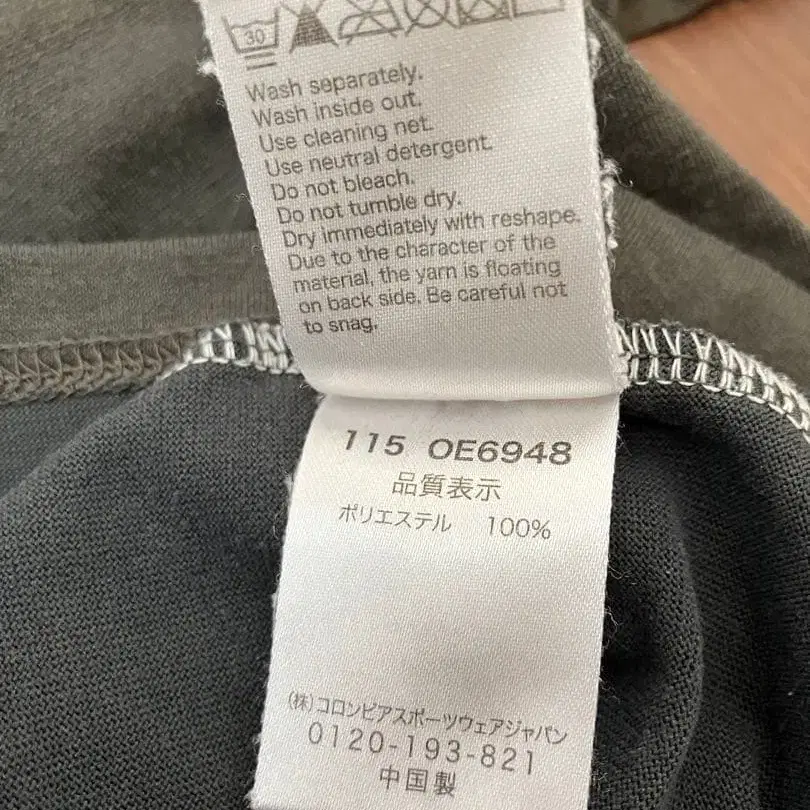 30
Wash separately.
Wash inside out.
Use cleaning net.
Use neutral detergent.
Do not bleach.
Do not tumble dry.
Dry immediately with reshape.
Due to the character of the
material, the yarn is floating
on back side. Be careful not
to snag.
115 OE6948
品質表示
ポリエステル 100%
(株)コロンビアスポーツウェアジャパン
0120-193-821
中国製